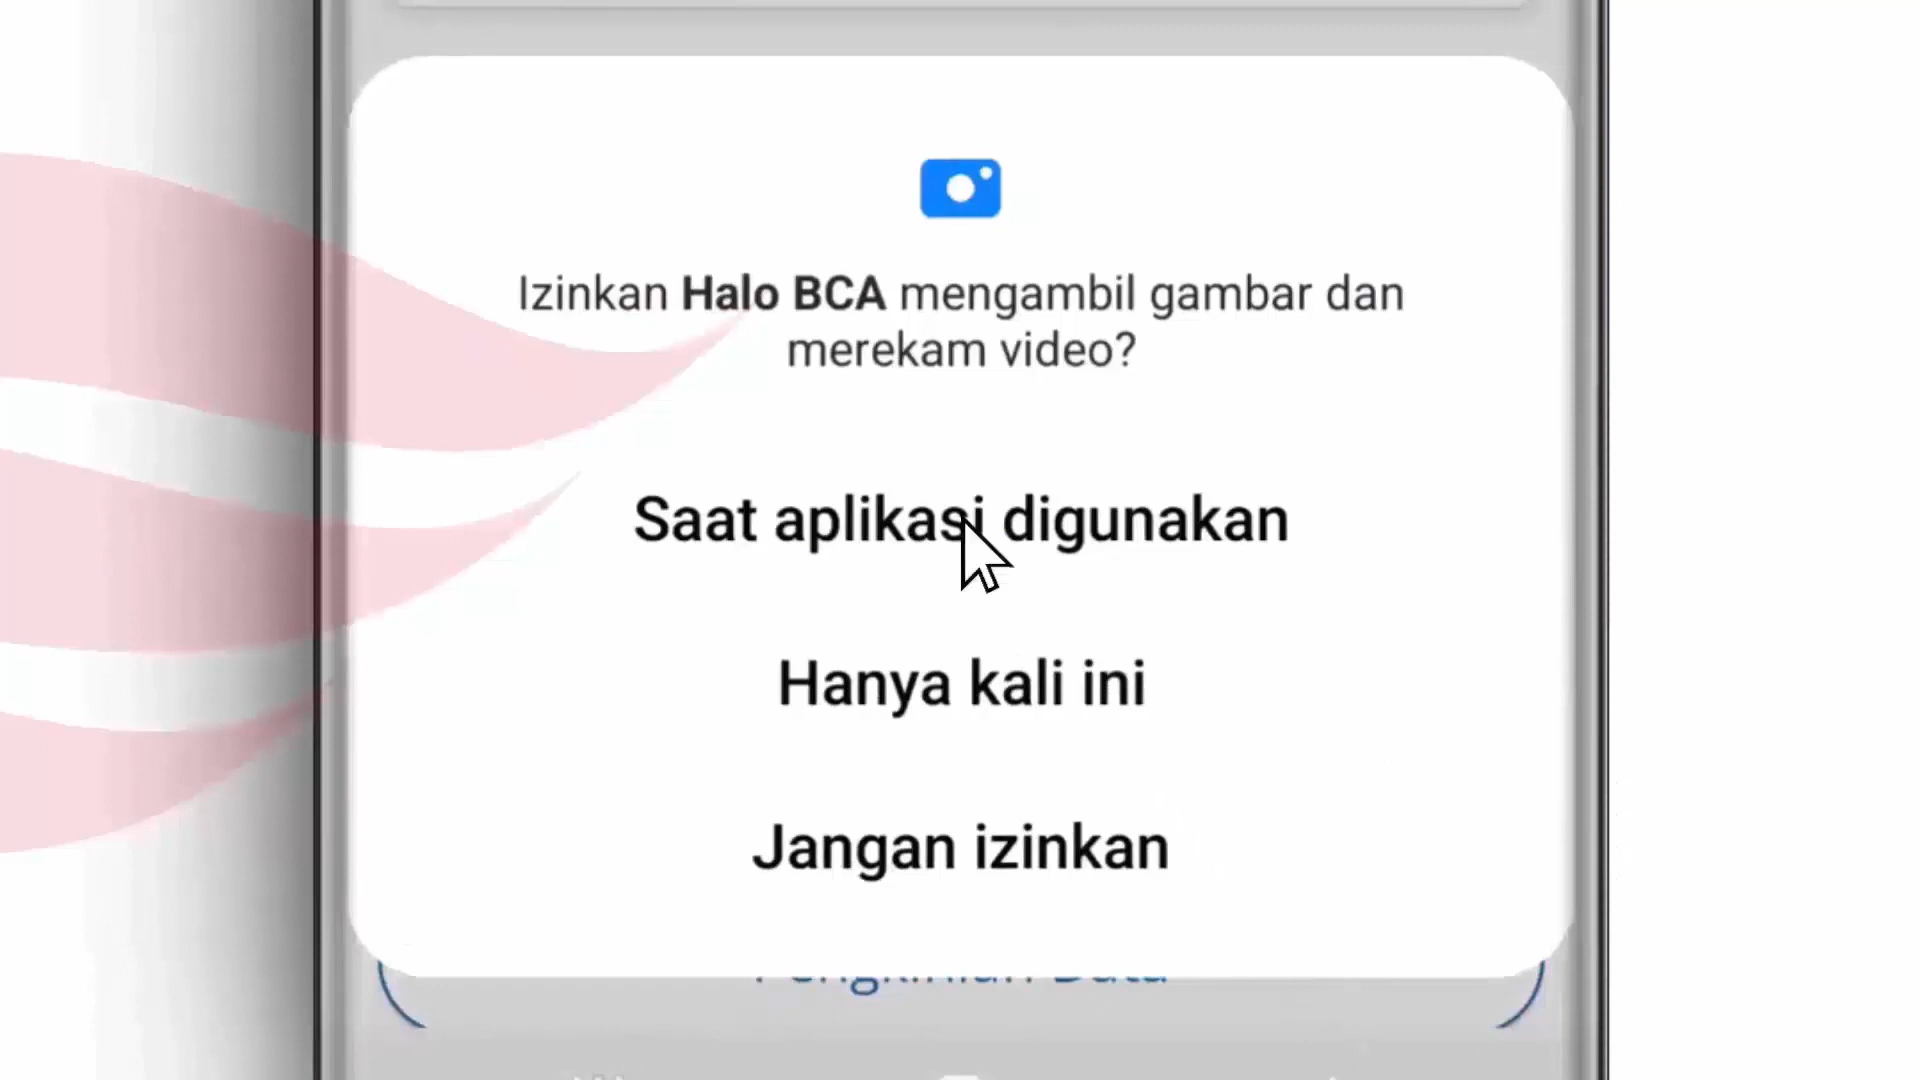 Izinkan Halo BCA mengambil gambar dan
merekam video?
Saat aplikasi digunakan
Hanya kali ini
Jangan izinkan